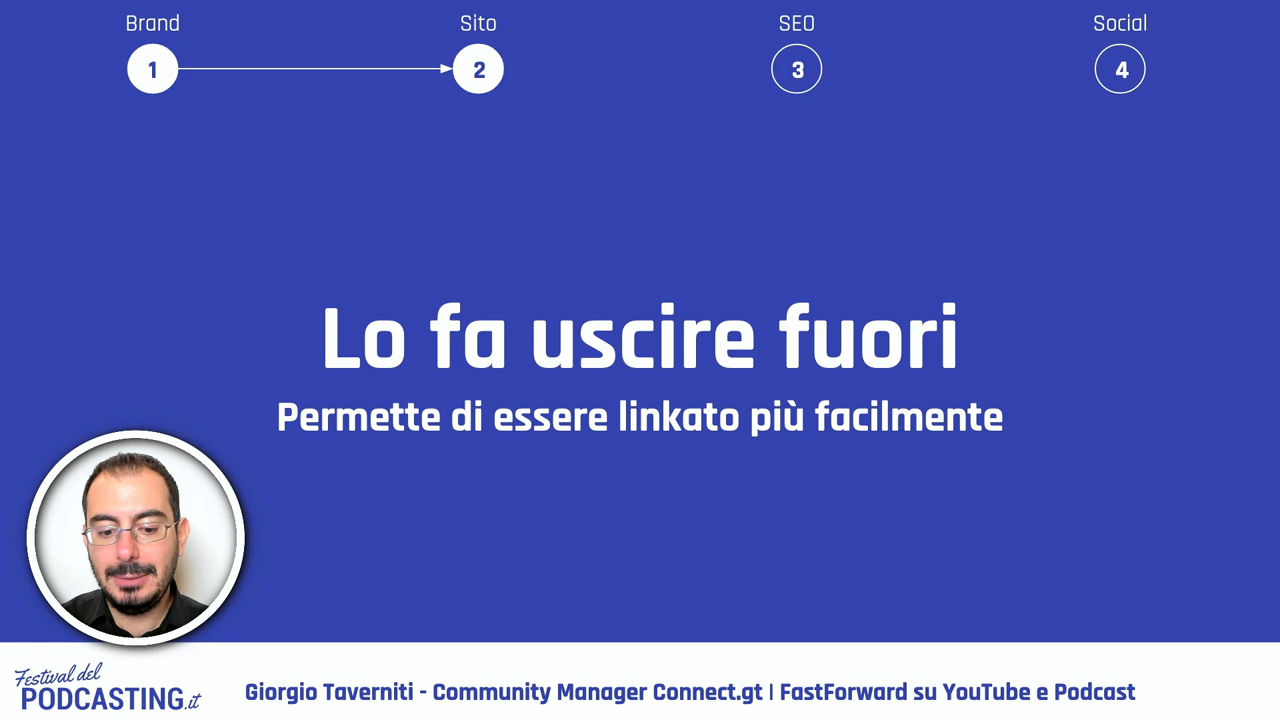 Brand
Sito
SEO
Social
1
2
3
4
Lo fa uscire fuori
Permette di essere linkato più facilmente
Festival del
PODCASTING.it
Giorgio Taverniti - Community Manager Connect.gt | FastForward su YouTube e Podcast